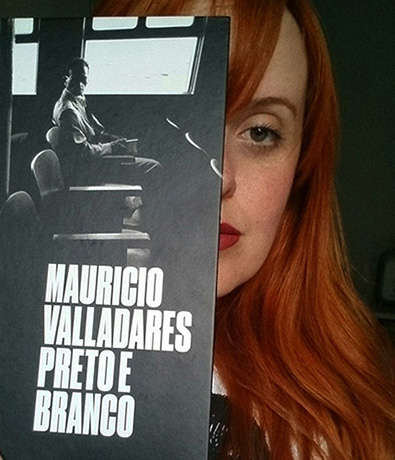 MAURICIO
VALLADARES
PRETO E
BRANCO